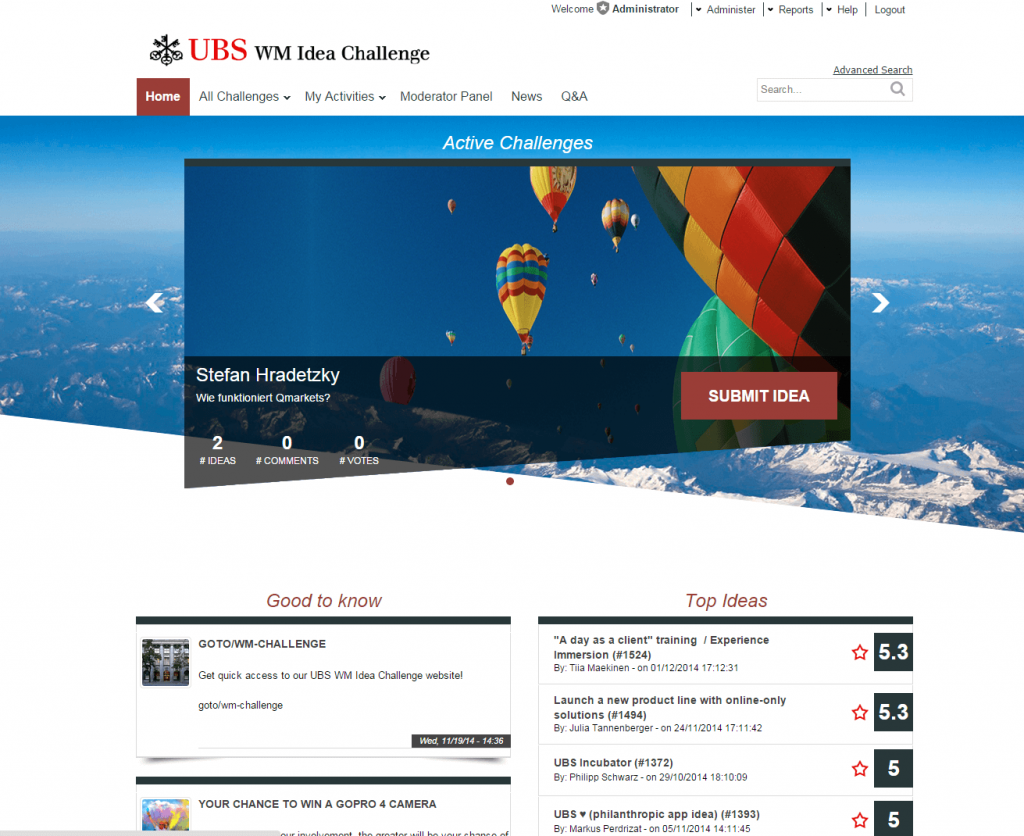 Welcome Administrator Administer Reports Help Logout
UBS WM Idea Challenge
Advanced Search
Home All Challenges My Activities Moderator Panel News Q&A Search...
Active Challenges
Stefan Hradetzky
Wie funktioniert Qmarkets?
SUBMIT IDEA
2 0 0
# IDEAS # COMMENTS # VOTES
Good to know
GOTO/WM-CHALLENGE
Get quick access to our UBS WM Idea Challenge website!
goto/wm-challenge
Wed, 11/19/14 - 14:36
YOUR CHANCE TO WIN A GOPRO 4 CAMERA
our involvement, the greater will be your chance of
Top Ideas
"A day as a client" training / Experience
Immersion (#1524)
By: Tiia Maekinen - on 01/12/2014 17:12:31
5.3
Launch a new product line with online-only
solutions (#1494)
By: Julia Tannenberger - on 24/11/2014 17:11:42
5.3
UBS Incubator (#1372)
By: Philipp Schwarz - on 29/10/2014 18:10:09
5
UBS ♥ (philanthropic app idea) (#1393)
By: Markus Perdrizat - on 05/11/2014 14:11:45
5